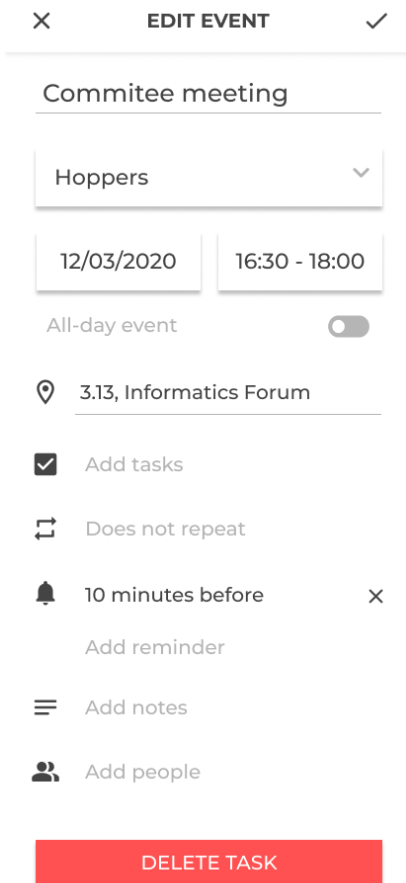 EDIT EVENT
Commitee meeting
Hoppers
12/03/2020 16:30 - 18:00
All-day event
3.13, Informatics Forum
Add tasks
Does not repeat
10 minutes before
Add reminder
Add notes
Add people
DELETE TASK